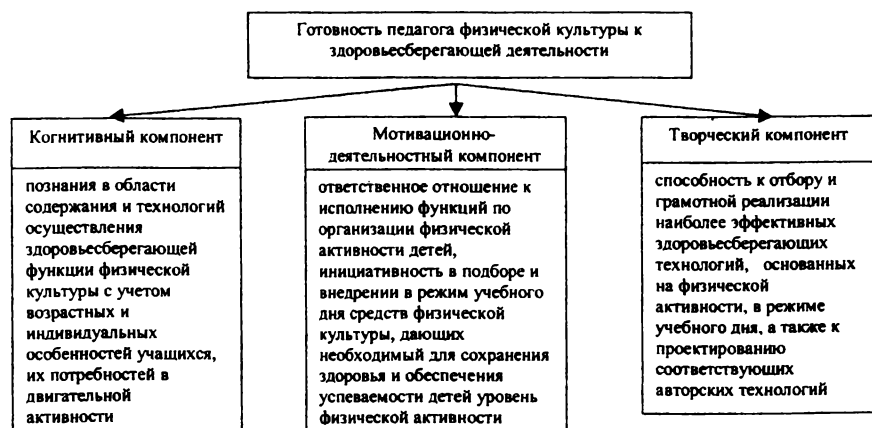 Готовность педагога физической культуры к
здоровьесберегающей деятельности
Когнитивный компонент
познания в области
содержания и технологий
осуществления
здоровьесберегающей
функции физической
культуры с учетом
возрастных и
индивидуальных
особенностей учащихся,
их потребностей в
двигательной
активности
Мотивационно-
деятельностный компонент
ответственное отношение к
исполнению функций по
организации физической
активности детей,
инициативность в подборе и
внедрении в режим учебного
дня средств физической
культуры, дающих
необходимый для сохранения
здоровья и обеспечения
успеваемости детей уровень
физической активности
Творческий компонент
способность к отбору и
грамотной реализации
наиболее эффективных
здоровьесберегающих
технологий, основанных
на физической
активности, в режиме
учебного дня, а также к
проектированию
соответствующих
авторских технологий